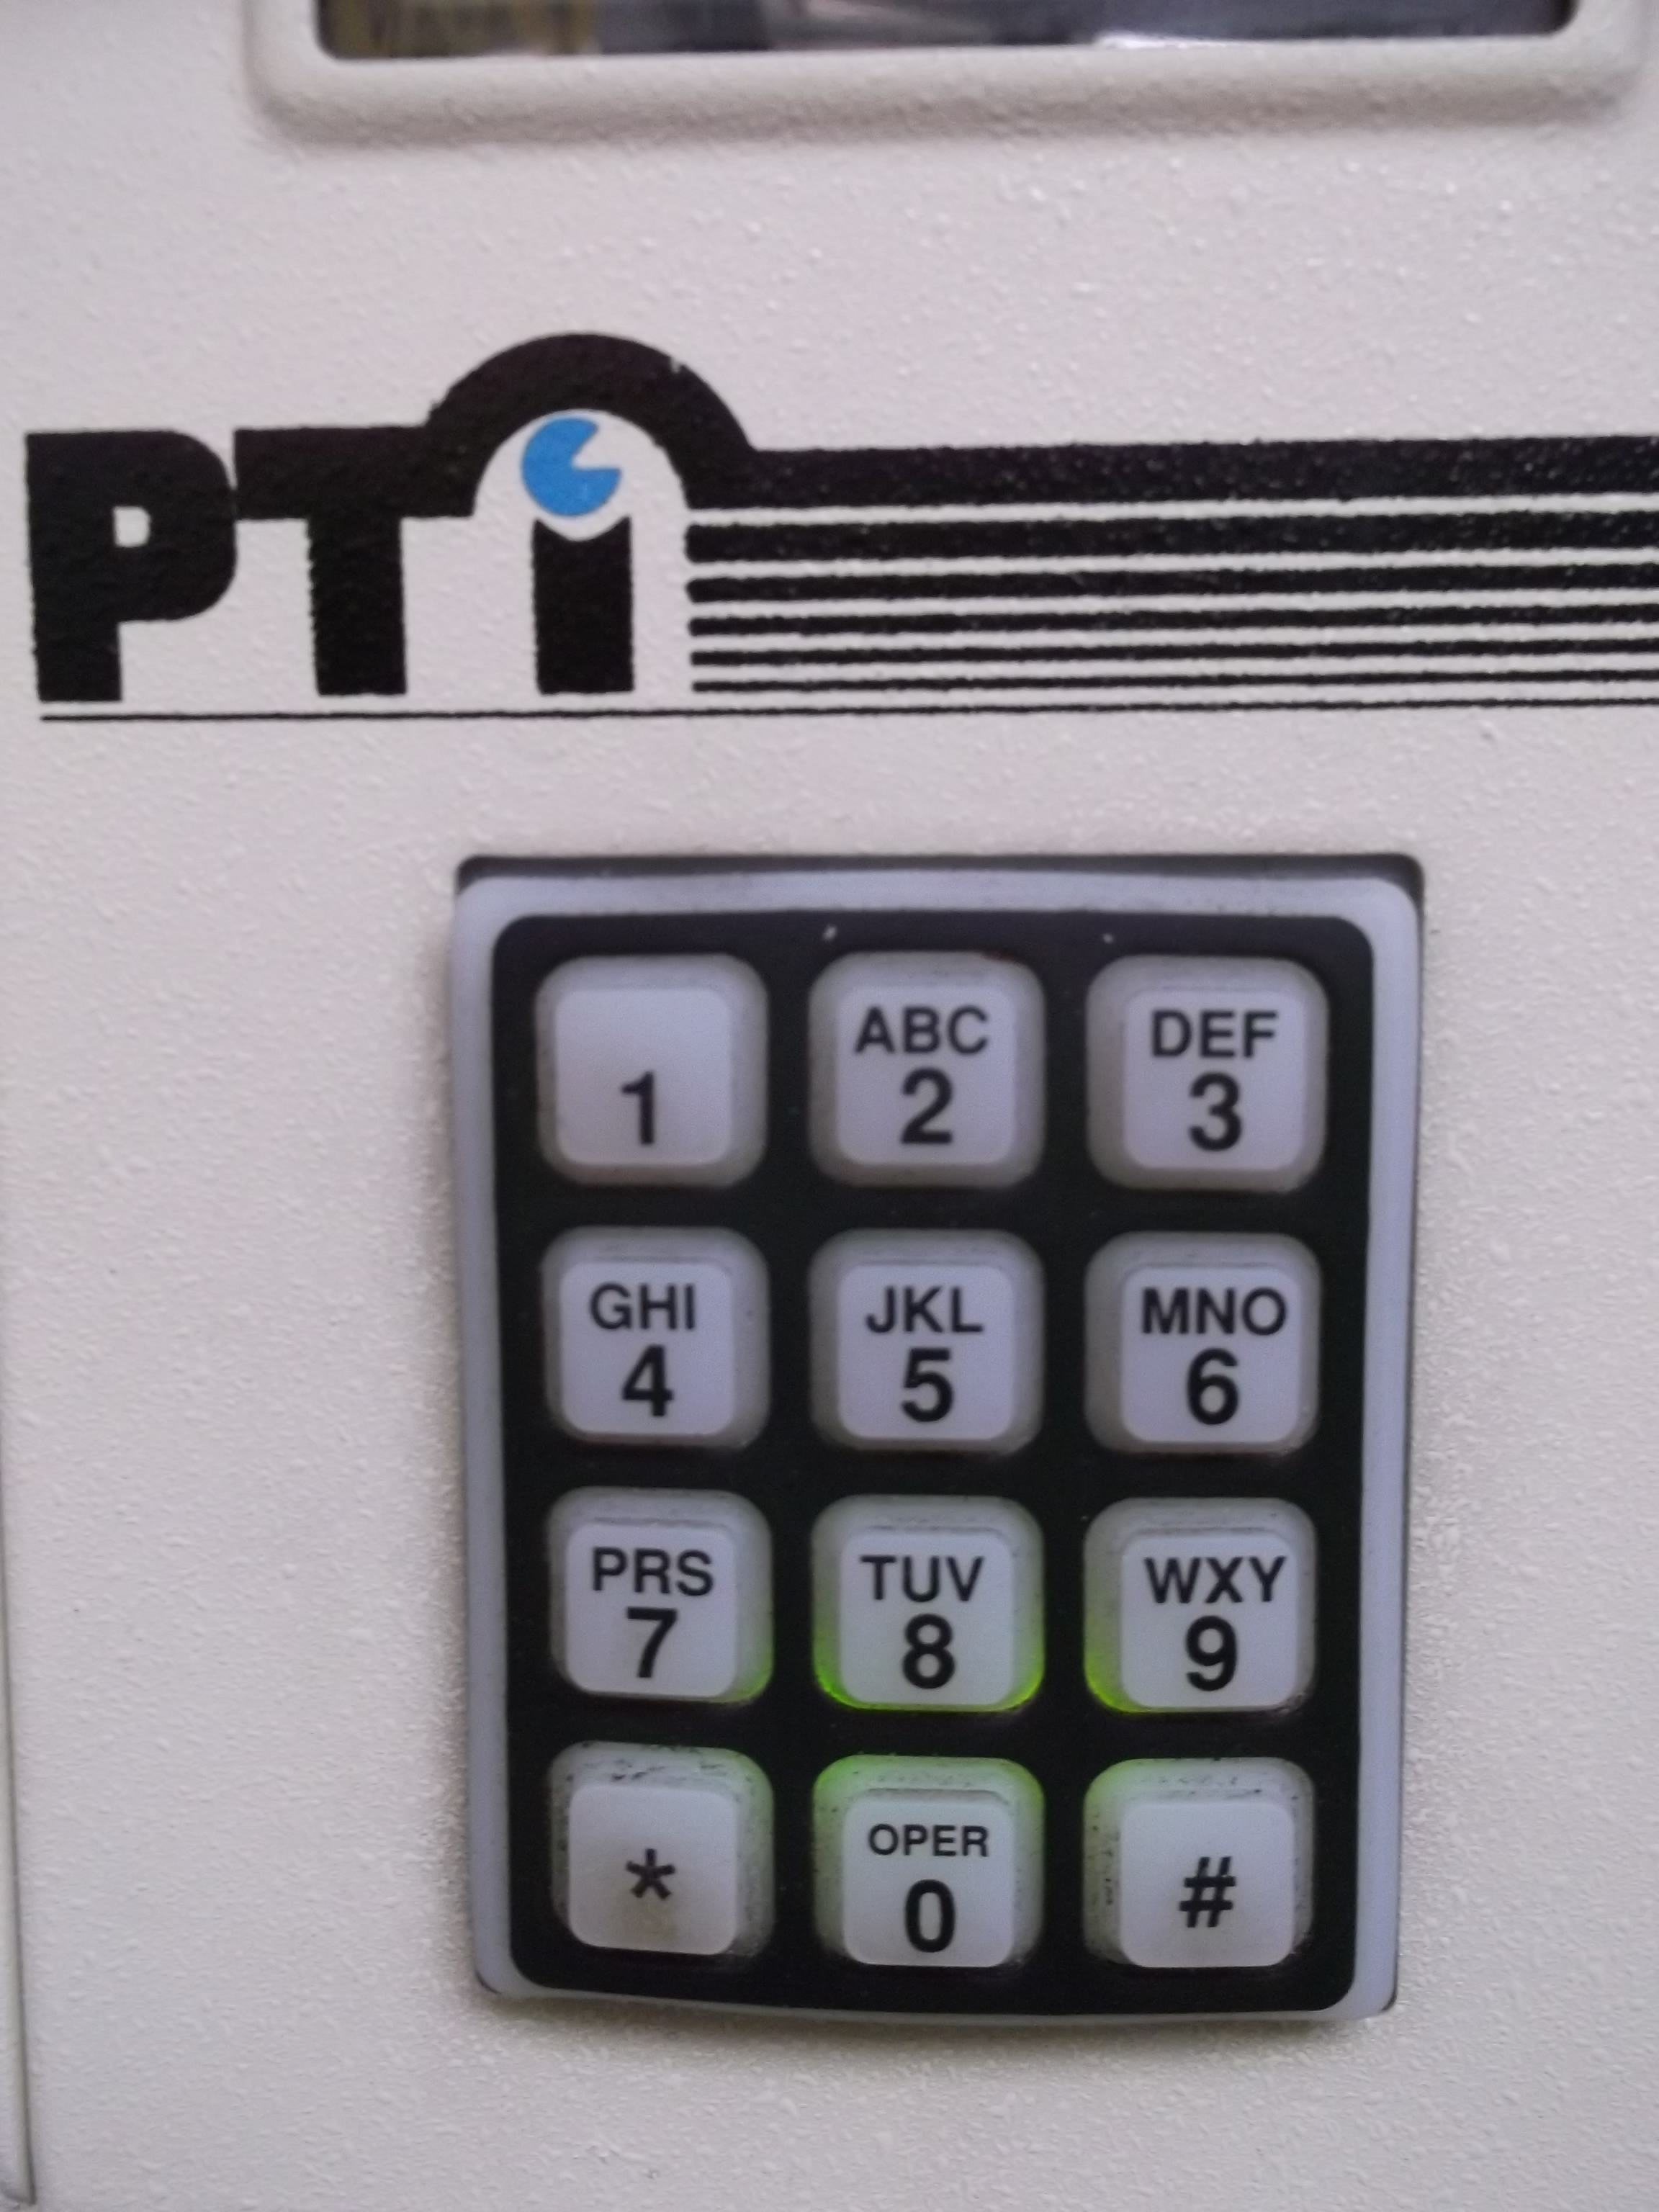 PTi
1
ABC
2
DEF
3
GHI
4
JKL
5
MNO
6
PRS
7
TUV
8
WXY
9
*
OPER
0
#